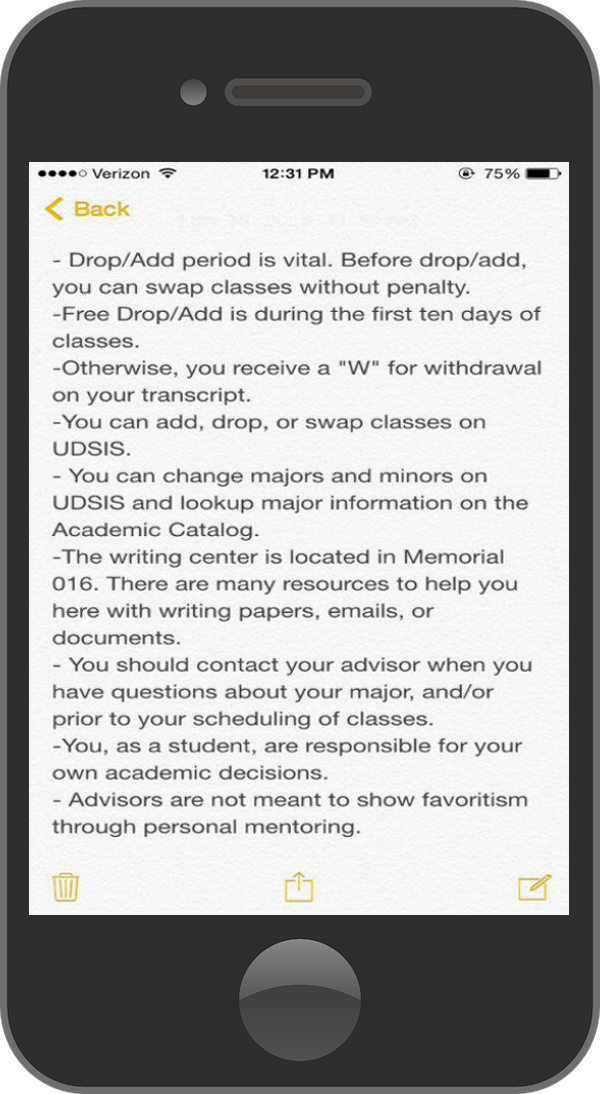 Verizon 12:31 PM 75%
Back
- Drop/Add period is vital. Before drop/add,
you can swap classes without penalty.
-Free Drop/Add is during the first ten days of
classes.
-Otherwise, you receive a "W" for withdrawal
on your transcript.
-You can add, drop, or swap classes on
UDSIS.
- You can change majors and minors on
UDSIS and lookup major information on the
Academic Catalog.
-The writing center is located in Memorial
016. There are many resources to help you
here with writing papers, emails, or
documents.
- You should contact your advisor when you
have questions about your major, and/or
prior to your scheduling of classes.
-You, as a student, are responsible for your
own academic decisions.
- Advisors are not meant to show favoritism
through personal mentoring.